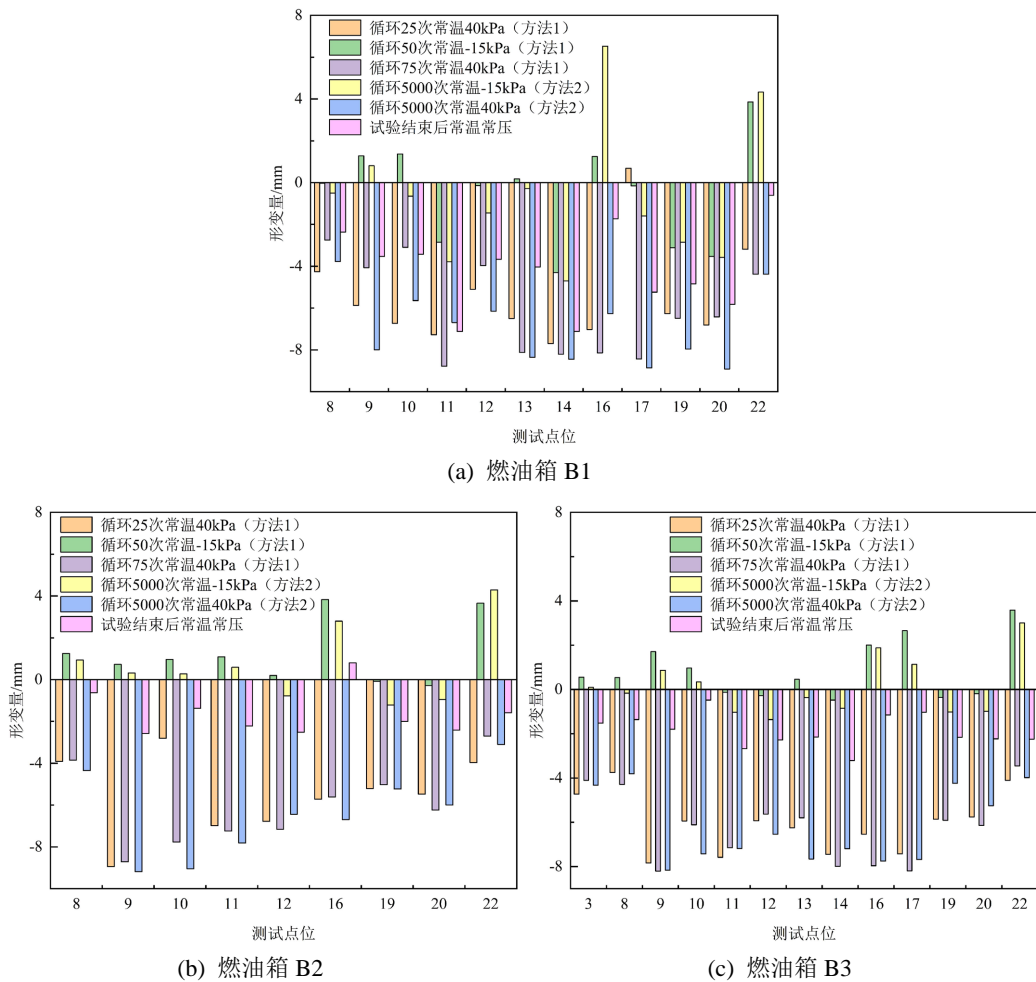 8
循环25次常温40kPa（方法1）
循环50次常温-15kPa（方法1）
循环75次常温40kPa（方法1）
循环5000次常温-15kPa（方法2）
循环5000次常温40kPa（方法2）
试验结束后常温常压
4
0
-4
-8
形变量/mm
8 9 10 11 12 13 14 16 17 19 20 22
测试点位
(a) 燃油箱 B1
8
循环25次常温40kPa（方法1）
循环50次常温-15kPa（方法1）
循环75次常温40kPa（方法1）
循环5000次常温-15kPa（方法2）
循环5000次常温40kPa（方法2）
试验结束后常温常压
4
0
-4
-8
形变量/mm
8 9 10 11 12 16 19 20 22
测试点位
(b) 燃油箱 B2
8
循环25次常温40kPa（方法1）
循环50次常温-15kPa（方法1）
循环75次常温40kPa（方法1）
循环5000次常温-15kPa（方法2）
循环5000次常温40kPa（方法2）
试验结束后常温常压
4
0
-4
-8
形变量/mm
3 8 9 10 11 12 13 14 16 17 19 20 22
测试点位
(c) 燃油箱 B3